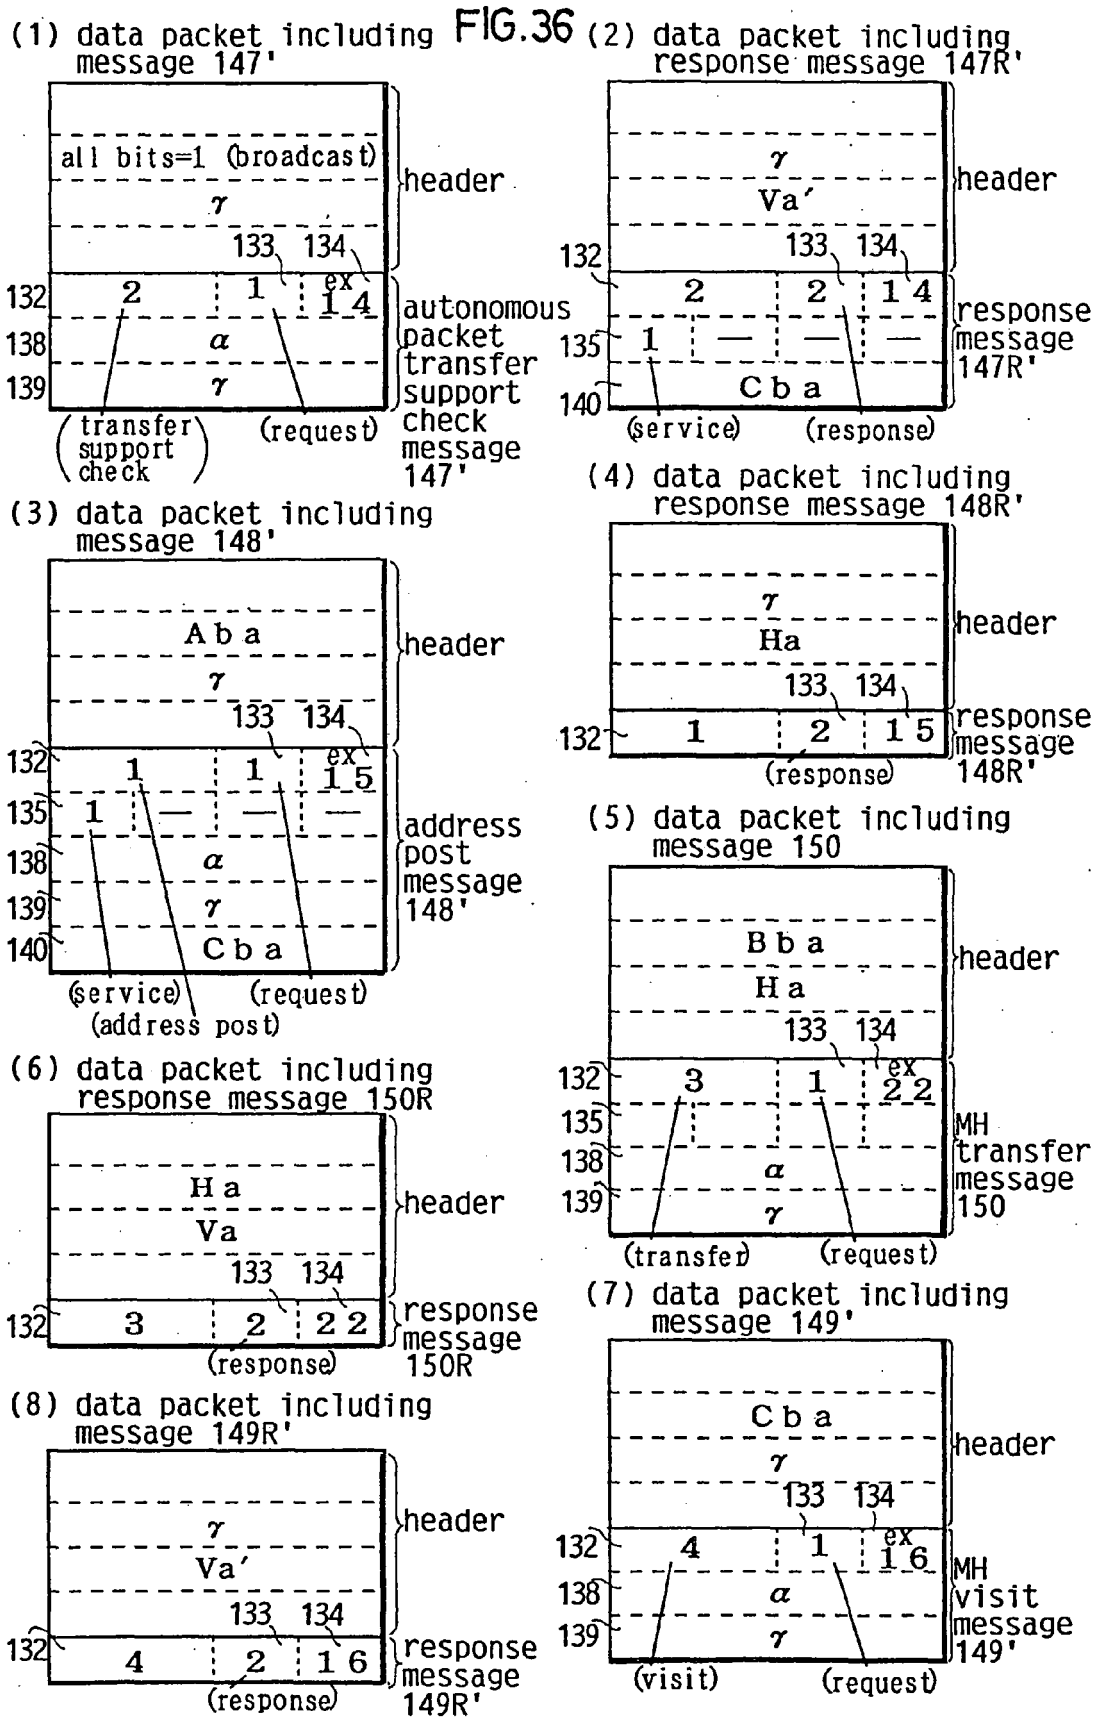 FIG.36
(1) data packet including
message 147'
all bits=1 (broadcast)
γ
header
133 134
132 2 1 ex 14
138 α
139 γ
autonomous
packet
transfer
support
check
message
147'
(transfer
support
check)
(request)
(2) data packet including
response message 147R'
γ
Va′
header
133 134
132 2 2 14
135 1 — — —
140 Cba
response
message
147R'
(service) (response)
(3) data packet including
message 148'
Aba
γ
header
133 134
132 1 1 ex 15
135 1 — — —
138 α
139 γ
140 Cba
address
post
message
148'
(service) (request)
(address post)
(4) data packet including
response message 148R'
γ
Ha
header
133 134
132 1 2 15
response
message
148R'
(response)
(5) data packet including
message 150
Bba
Ha
header
133 134
132 3 1 ex 22
135
138 α
139 γ
MH
transfer
message
150
(transfer) (request)
(6) data packet including
response message 150R
Ha
Va
header
133 134
132 3 2 22
response
message
150R
(response)
(7) data packet including
message 149'
Cba
γ
header
133 134
132 4 1 ex 16
138 α
139 γ
MH
visit
message
149'
(visit) (request)
(8) data packet including
message 149R'
γ
Va′
header
133 134
132 4 2 16
response
message
149R'
(response)